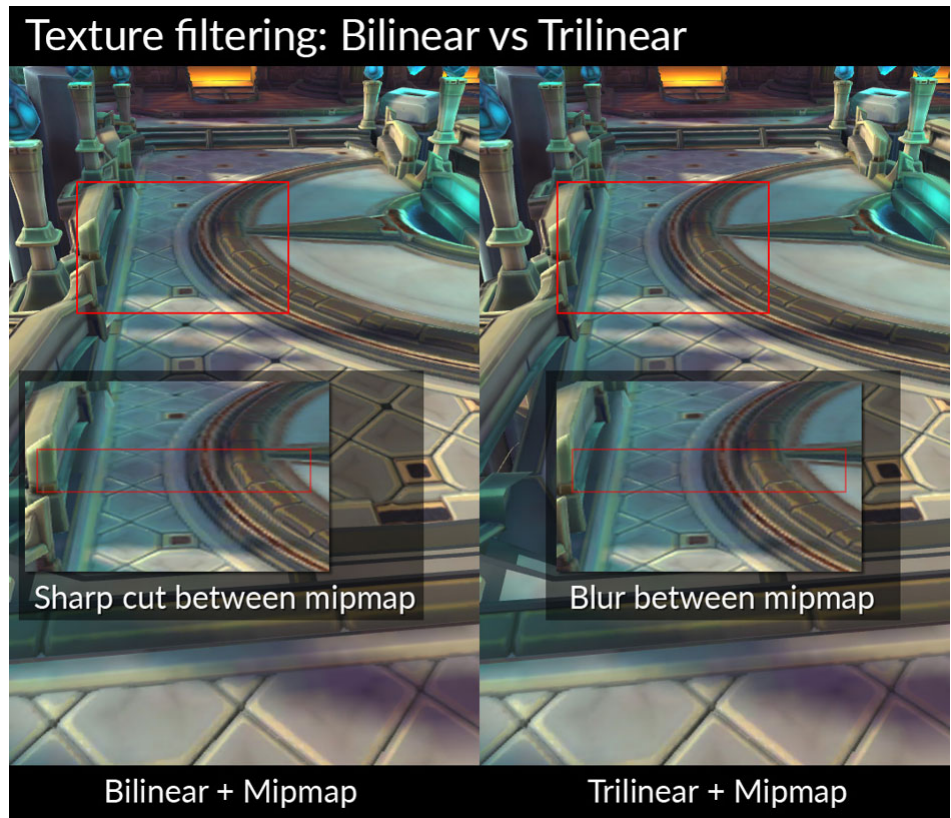 Texture filtering: Bilinear vs Trilinear
Sharp cut between mipmap
Blur between mipmap
Bilinear + Mipmap
Trilinear + Mipmap